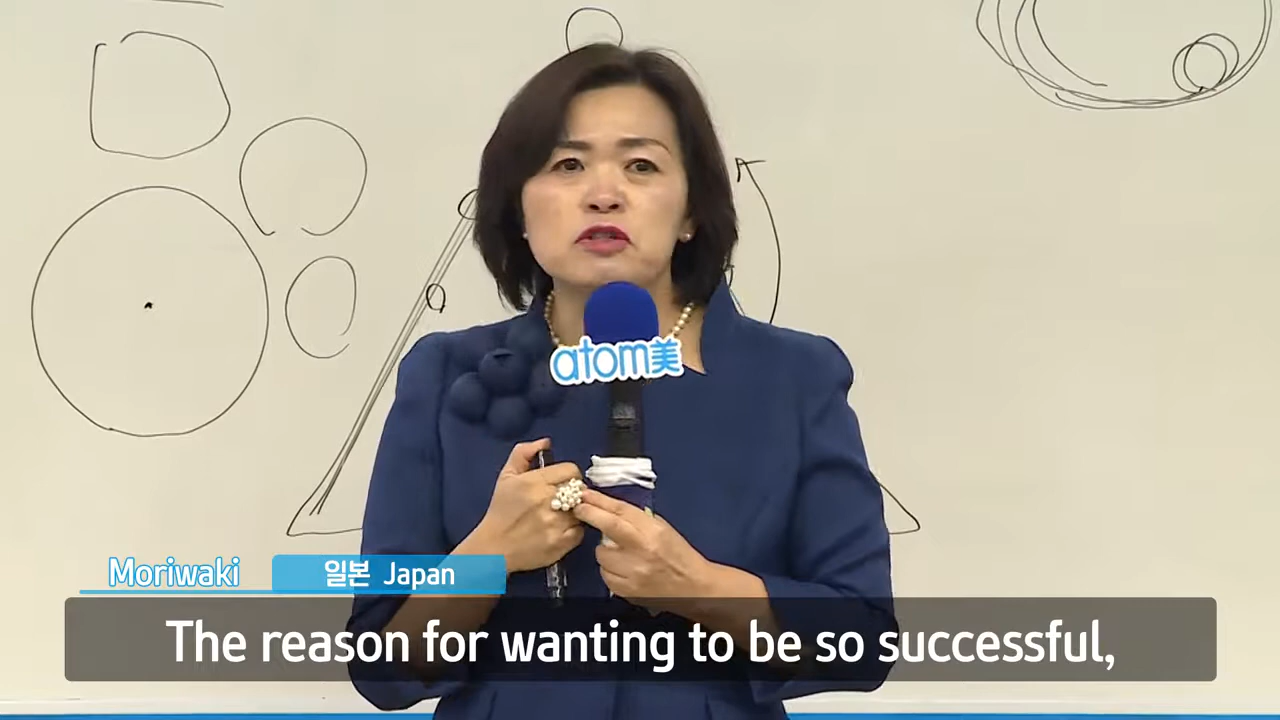 atom美
Moriwaki
일본 Japan
The reason for wanting to be so successful,